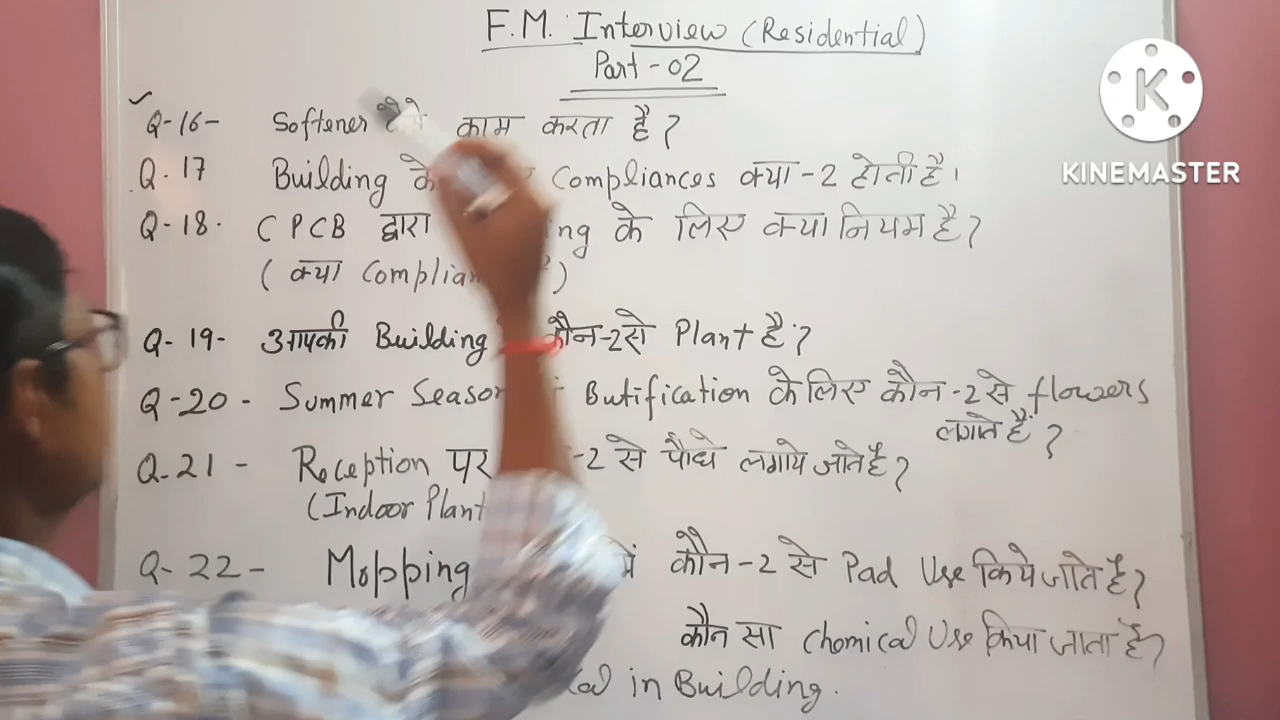 F.M. Interview (Residential)
Part - 02
Q-16- Softener काम करता है?
Q. 17 Building के Compliances क्या-2 होती है।
Q-18. CPCB द्वारा ing के लिए क्या नियम है?
(क्या
Q- 19- आपकी Building कौन-2 से Plant है?
Q-20 - Summer Season Butification के लिए कौन-2 से flowers
लगाते हैं?
Q.21 - Reception पर -2 से पौधे लगाये जाते है?
(Indoor Plant
Q- 22 - Mopping में कौन-2 से Pad Use किये जाते है?
कौन सा Chemical Use किया जाता है?
in Building.
K
KINEMASTER